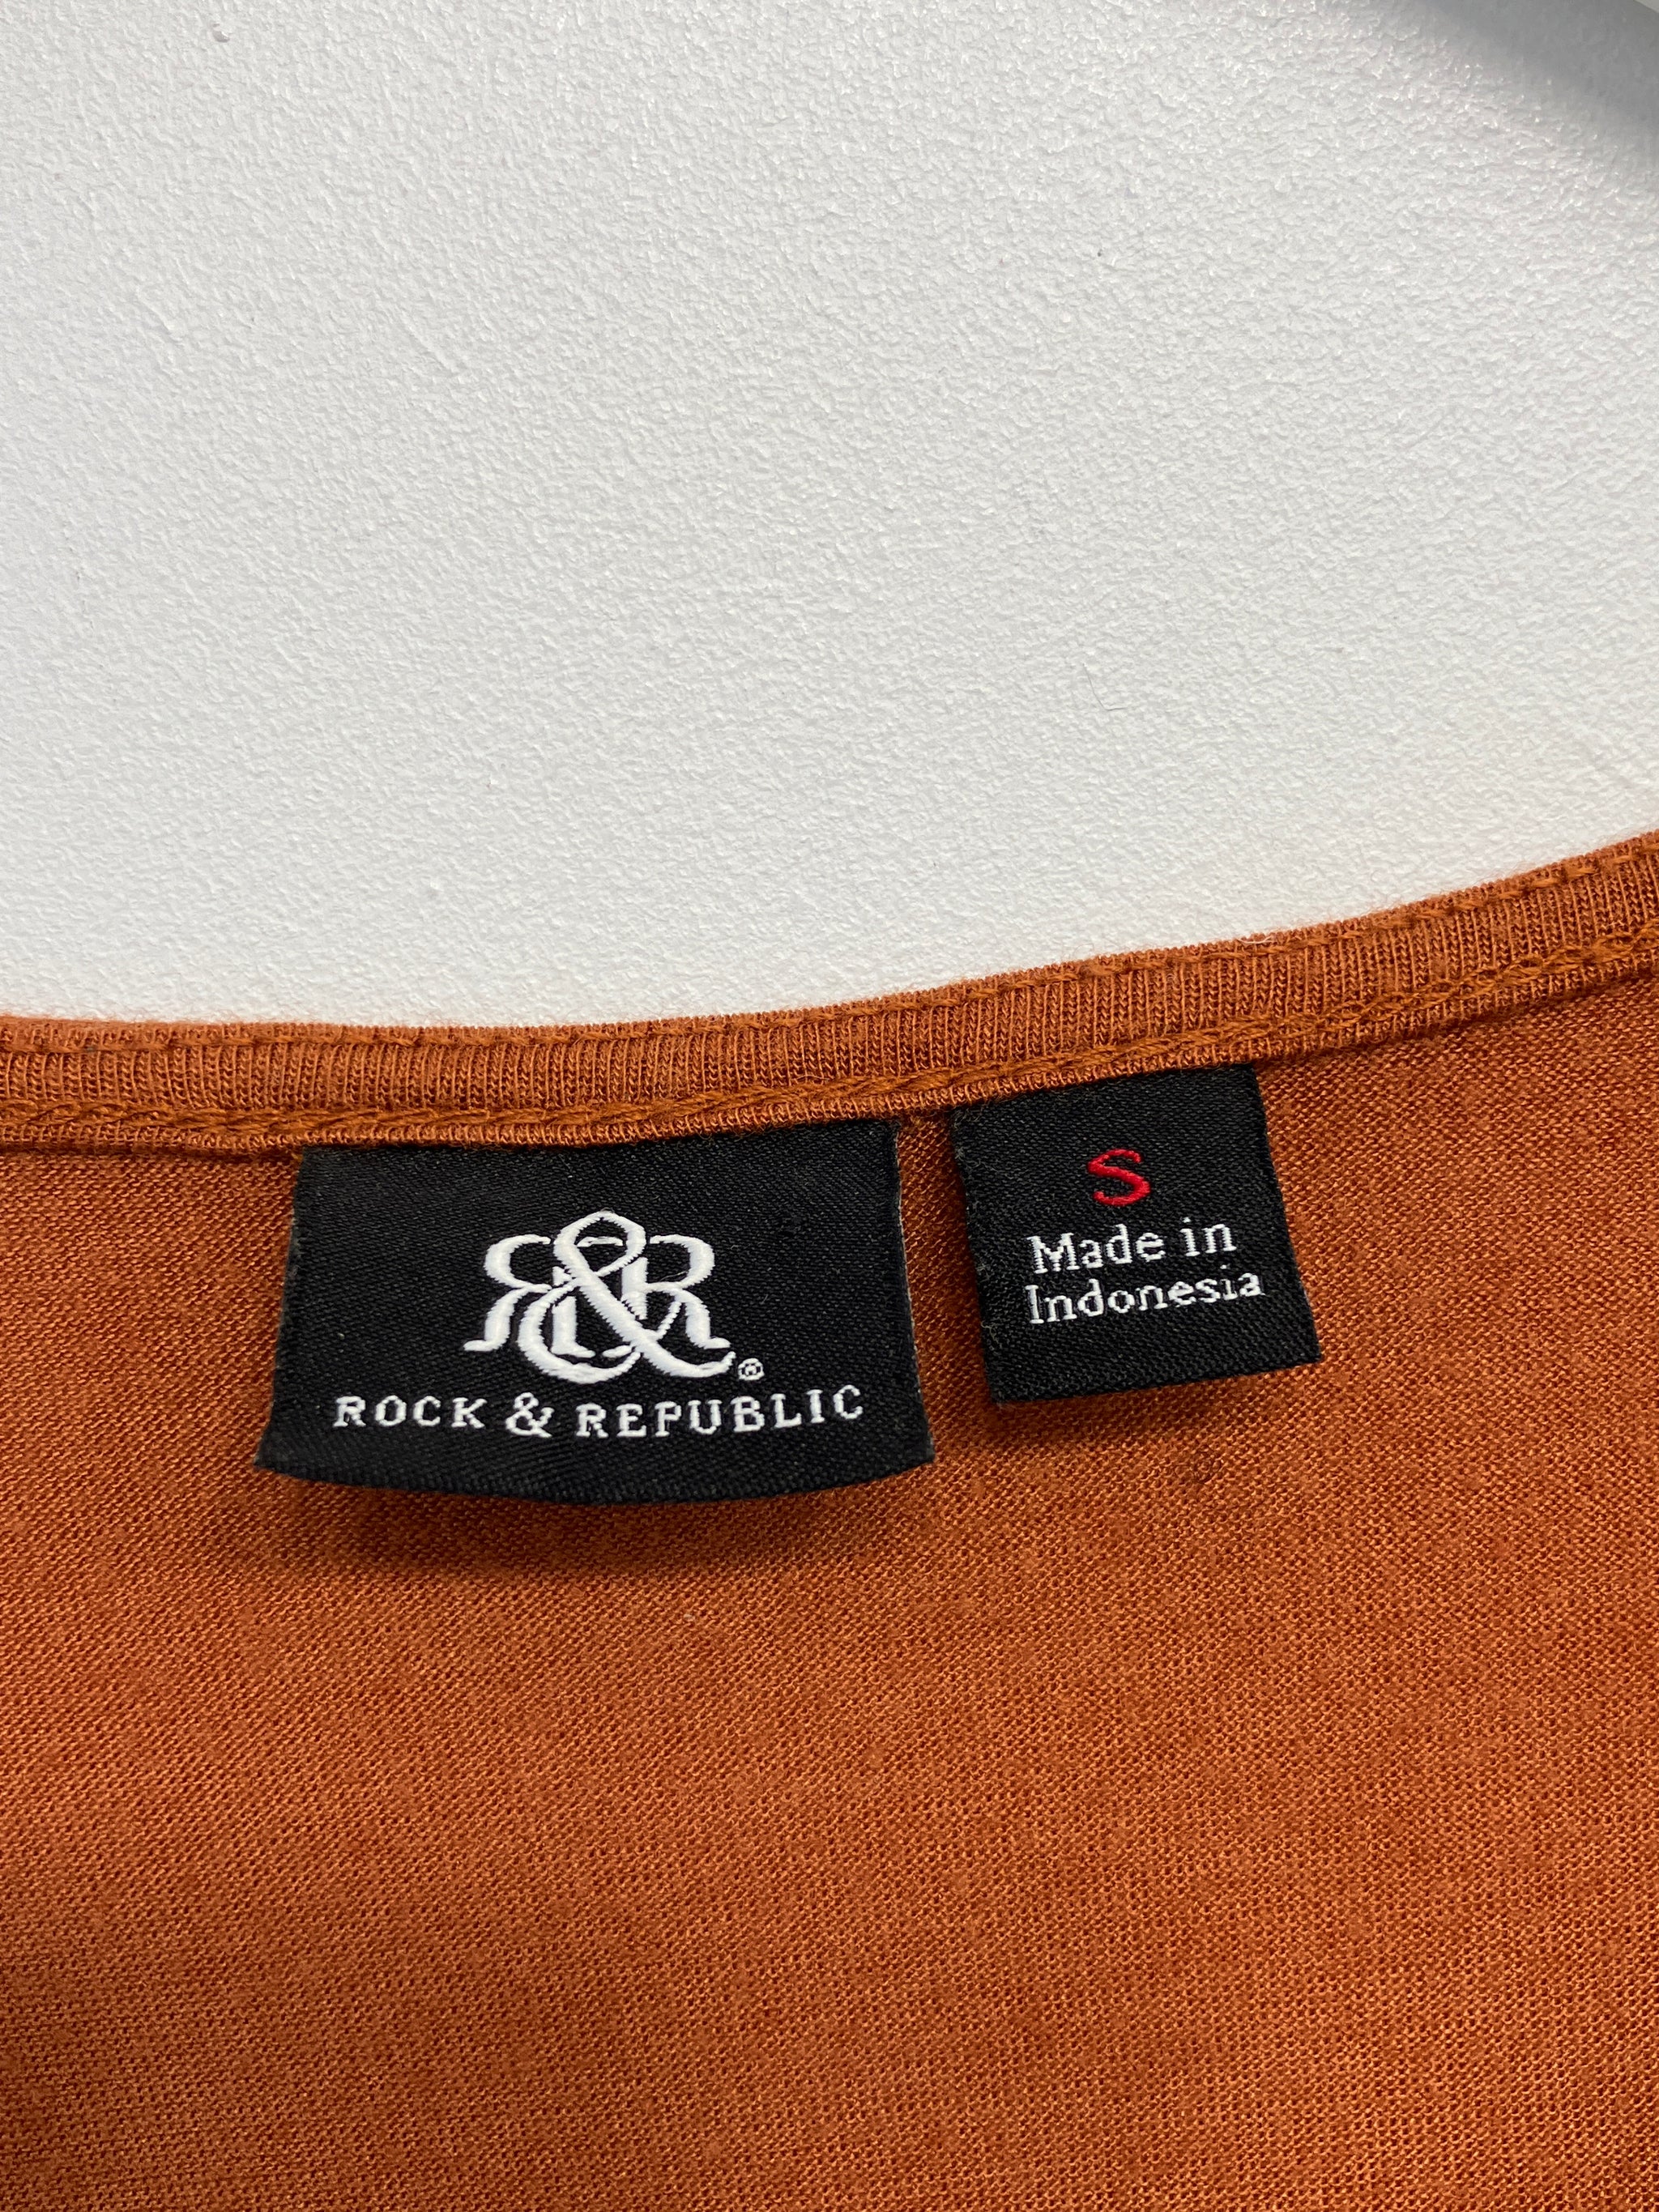 R&R
®
ROCK & REPUBLIC
S
Made in
Indonesia